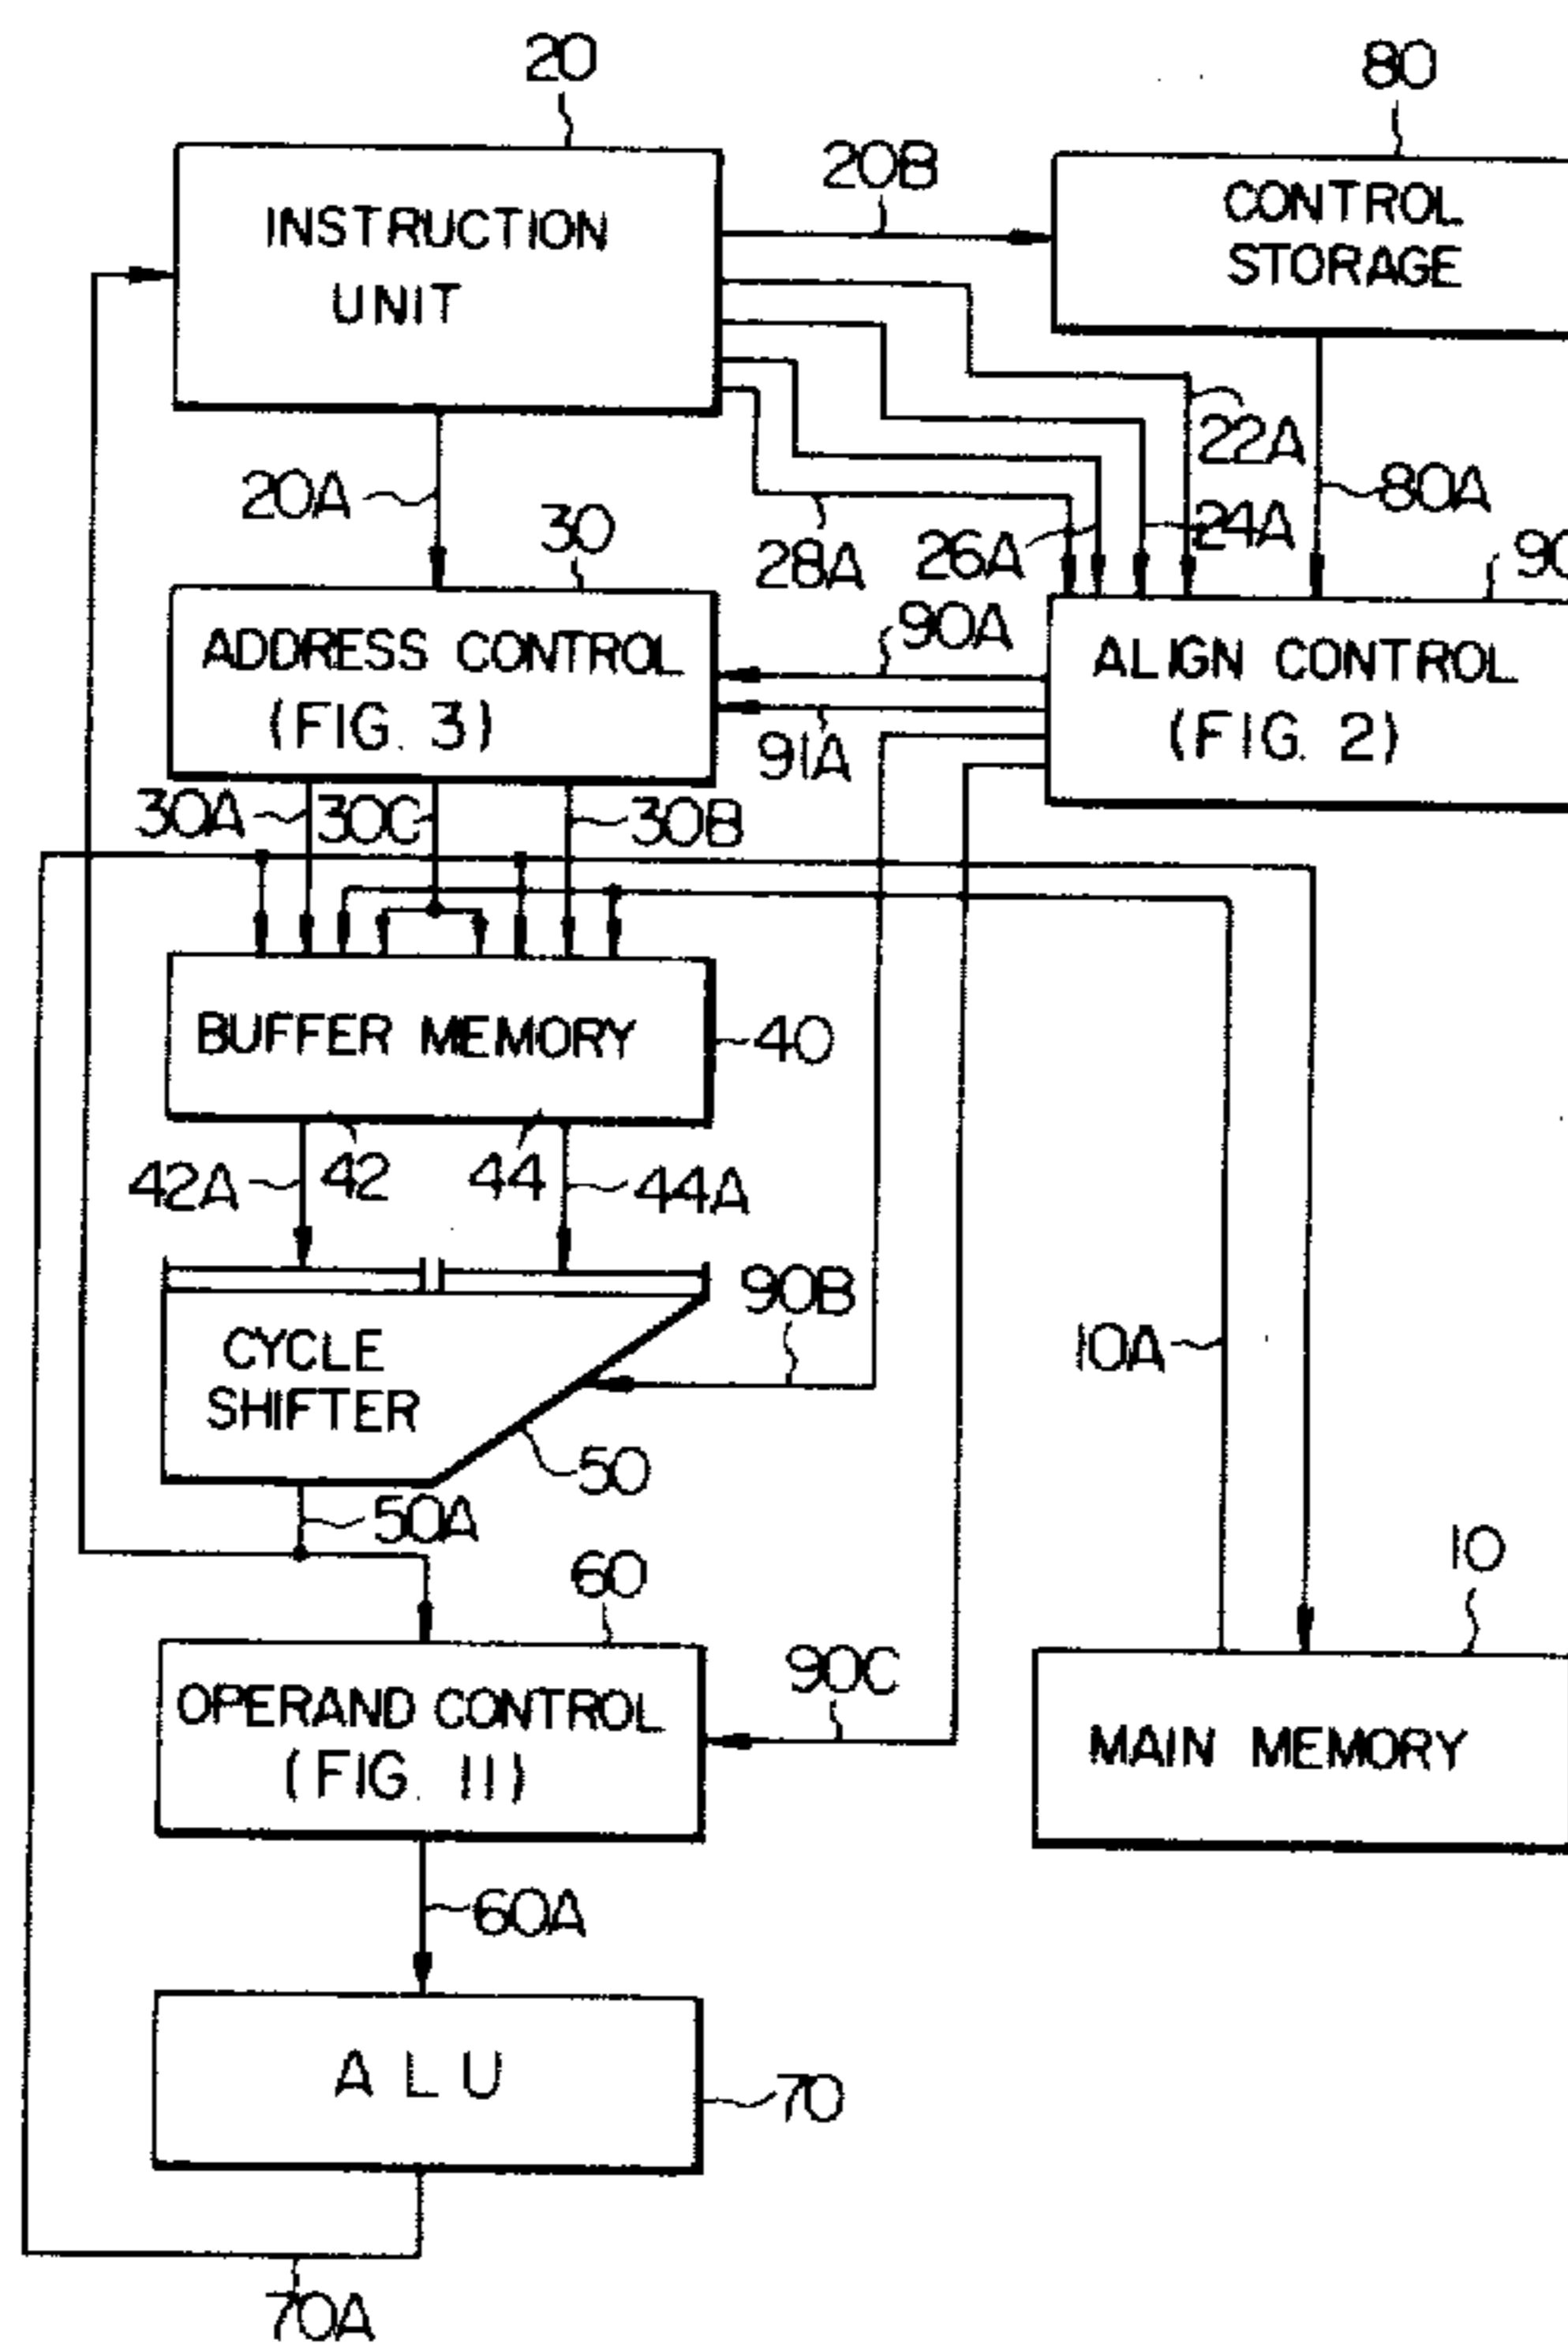 20
80
20B
INSTRUCTION
UNIT
CONTROL
STORAGE
22A
20A
80A
30
28A
26A
24A
90A
ADDRESS CONTROL
(FIG. 3)
ALIGN CONTROL
(FIG. 2)
91A
30A
30C
30B
BUFFER MEMORY
40
42A
42
44
44A
90B
CYCLE
SHIFTER
10A
50
50A
60
10
90C
OPERAND CONTROL
(FIG. 11)
MAIN MEMORY
60A
ALU
70
70A